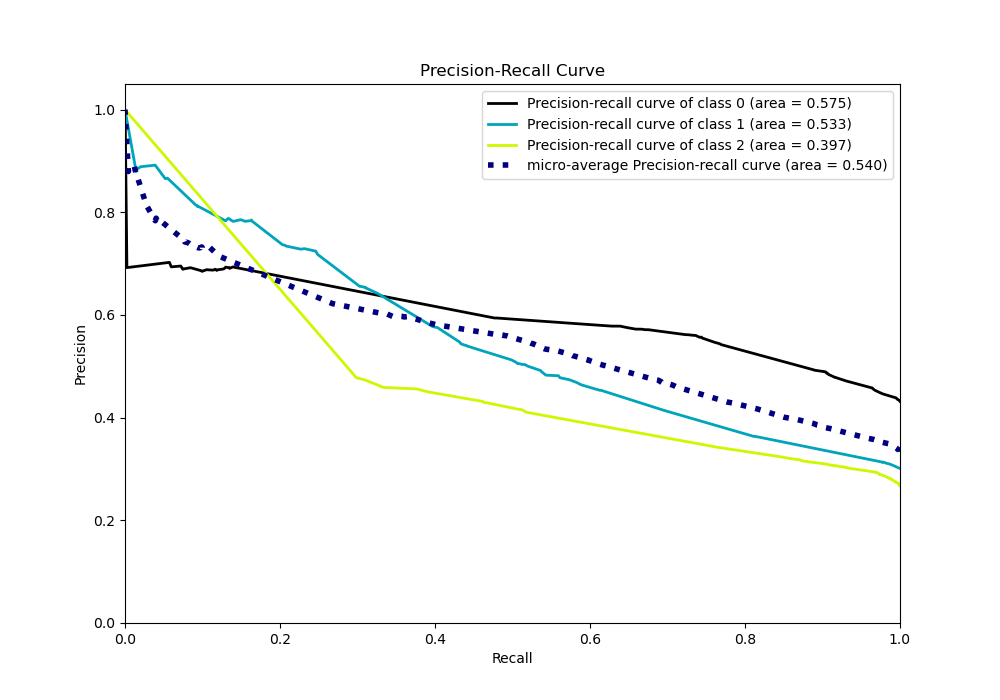 Precision-Recall Curve
Precision-recall curve of class 0 (area = 0.575)
Precision-recall curve of class 1 (area = 0.533)
Precision-recall curve of class 2 (area = 0.397)
micro-average Precision-recall curve (area = 0.540)
Precision
1.0
0.8
0.6
0.4
0.2
0.0
0.0 0.2 0.4 0.6 0.8 1.0
Recall